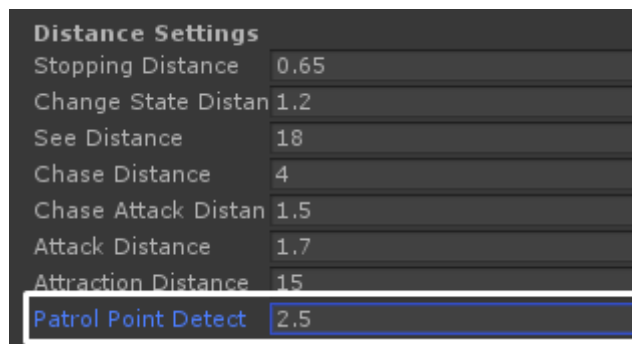 Distance Settings
Stopping Distance 0.65
Change State Distan 1.2
See Distance 18
Chase Distance 4
Chase Attack Distan 1.5
Attack Distance 1.7
Attraction Distance 15
Patrol Point Detect 2.5